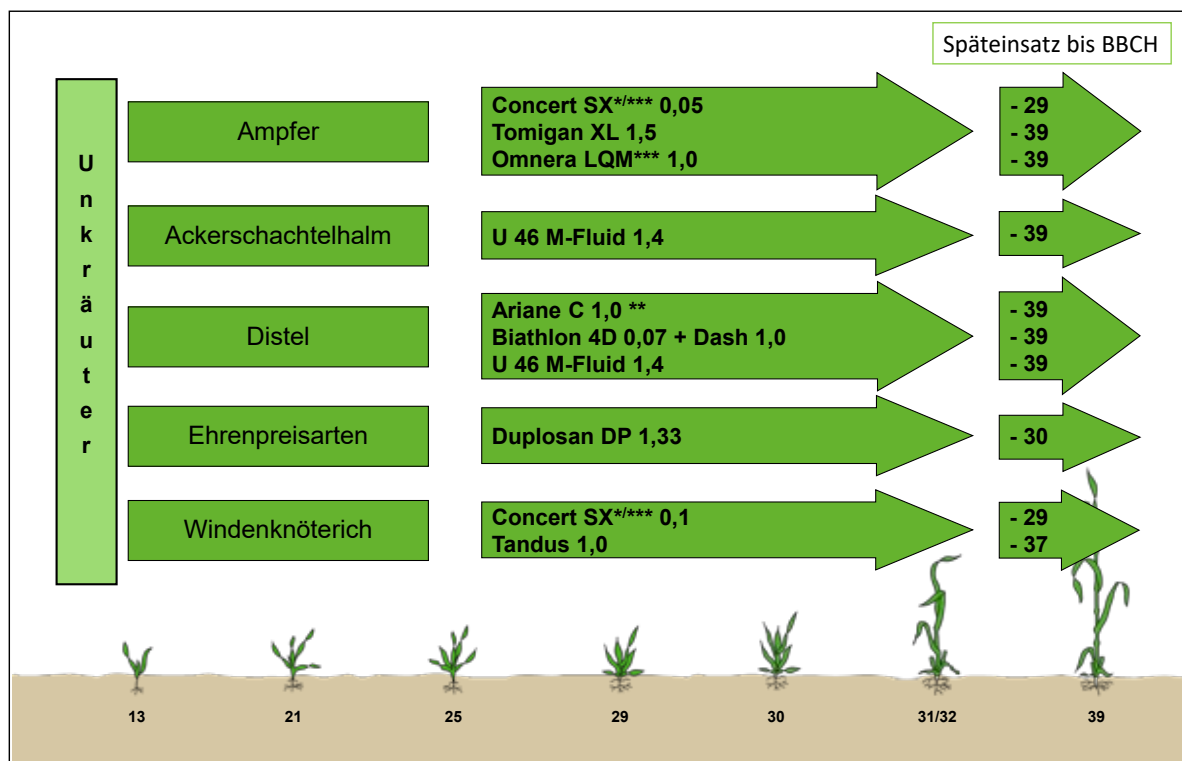 Späteinsatz bis BBCH
Unkräuter
Ampfer
Concert SX*/*** 0,05
Tomigan XL 1,5
Omnera LQM*** 1,0
- 29
- 39
- 39
Ackerschachtelhalm
U 46 M-Fluid 1,4
- 39
Distel
Ariane C 1,0 **
Biathlon 4D 0,07 + Dash 1,0
U 46 M-Fluid 1,4
- 39
- 39
- 39
Ehrenpreisarten
Duplosan DP 1,33
- 30
Windenknöterich
Concert SX*/*** 0,1
Tandus 1,0
- 29
- 37
13 21 25 29 30 31/32 39